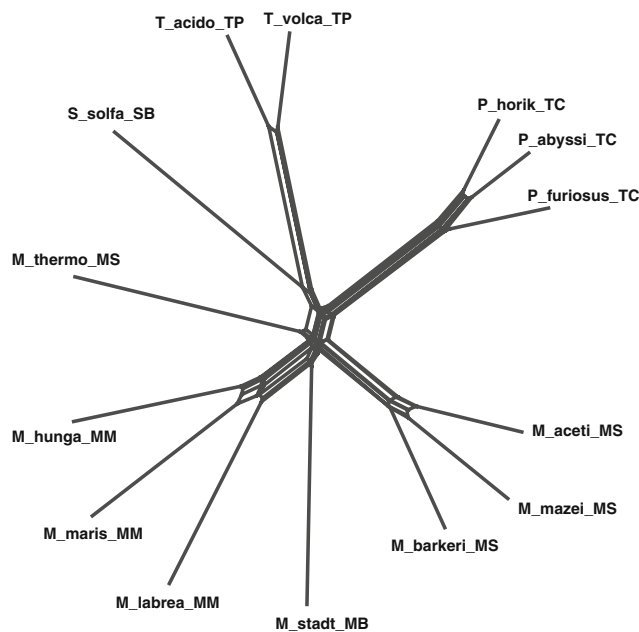 T_acido_TP
T_volca_TP
S_solfa_SB
P_horik_TC
P_abyssi_TC
P_furiosus_TC
M_thermo_MS
M_hunga_MM
M_aceti_MS
M_mazei_MS
M_maris_MM
M_barkeri_MS
M_labrea_MM
M_stadt_MB